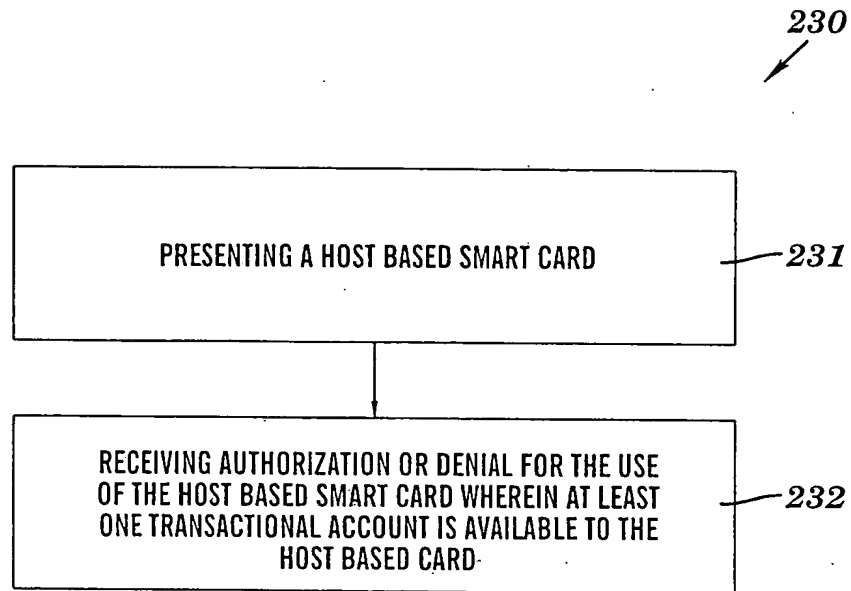 230
PRESENTING A HOST BASED SMART CARD
231
RECEIVING AUTHORIZATION OR DENIAL FOR THE USE
OF THE HOST BASED SMART CARD WHEREIN AT LEAST
ONE TRANSACTIONAL ACCOUNT IS AVAILABLE TO THE
HOST BASED CARD
232